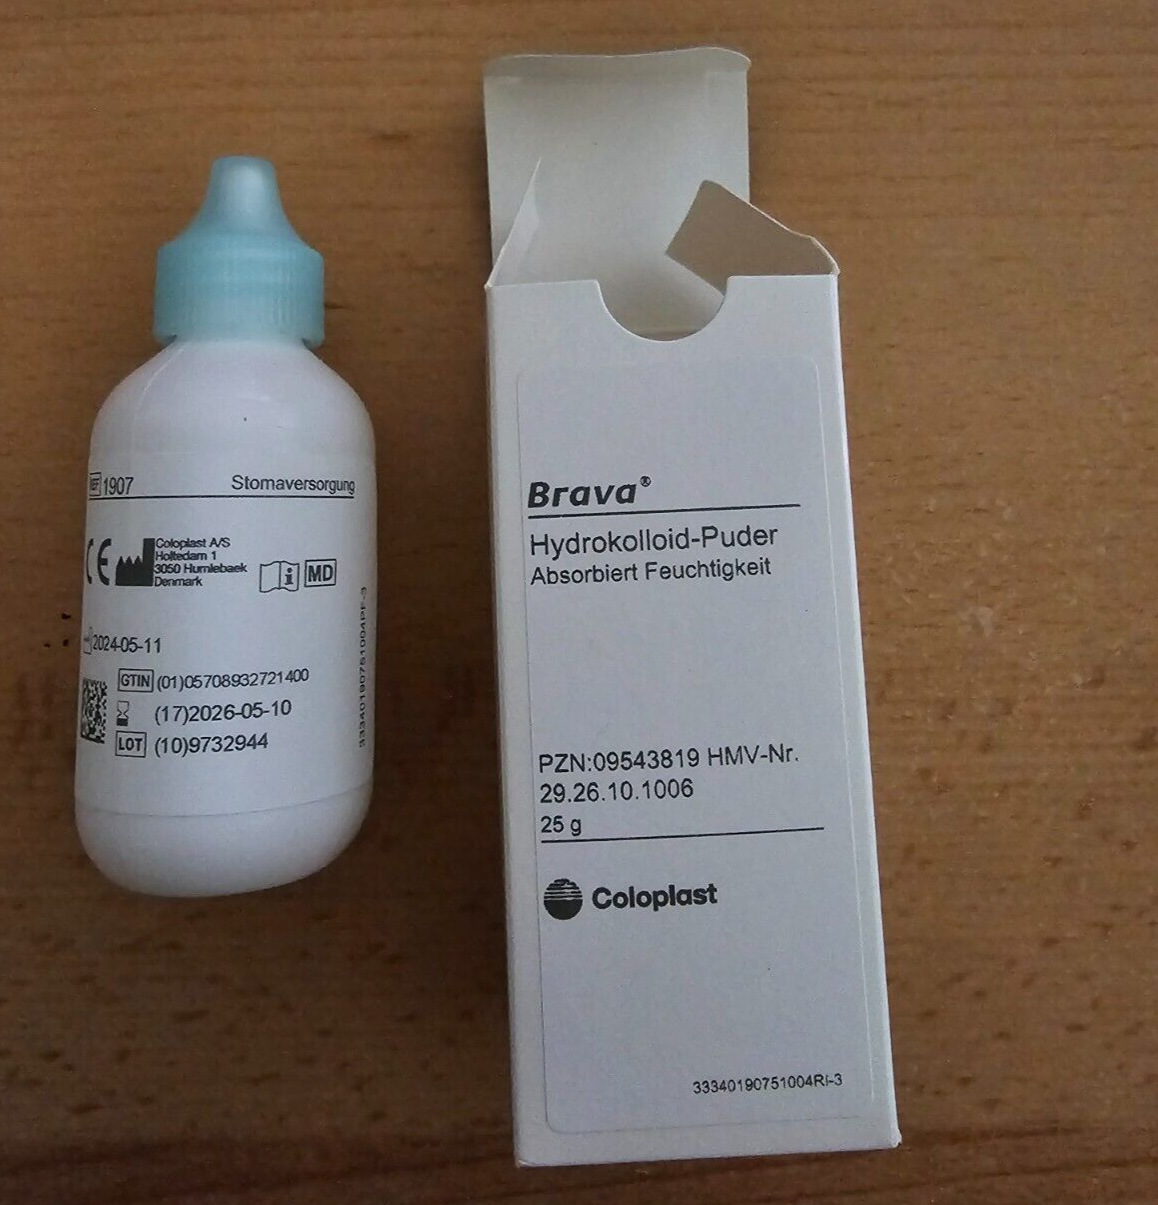 REF 1907 Stomaversorgung
CE
Coloplast A/S
Holtedam 1
3050 Humlebaek
Denmark
MD
2024-05-11
GTIN (01)05708932721400
(17)2026-05-10
LOT (10)9732944
33340190751004PF-3
Brava®
Hydrokolloid-Puder
Absorbiert Feuchtigkeit
PZN:09543819 HMV-Nr.
29.26.10.1006
25 g
Coloplast
33340190751004RI-3